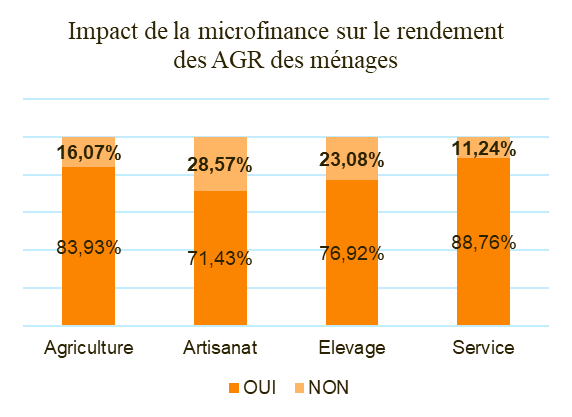 Impact de la microfinance sur le rendement
des AGR des ménages
16,07% 28,57% 23,08% 11,24%
83,93% 71,43% 76,92% 88,76%
Agriculture Artisanat Elevage Service
OUI NON